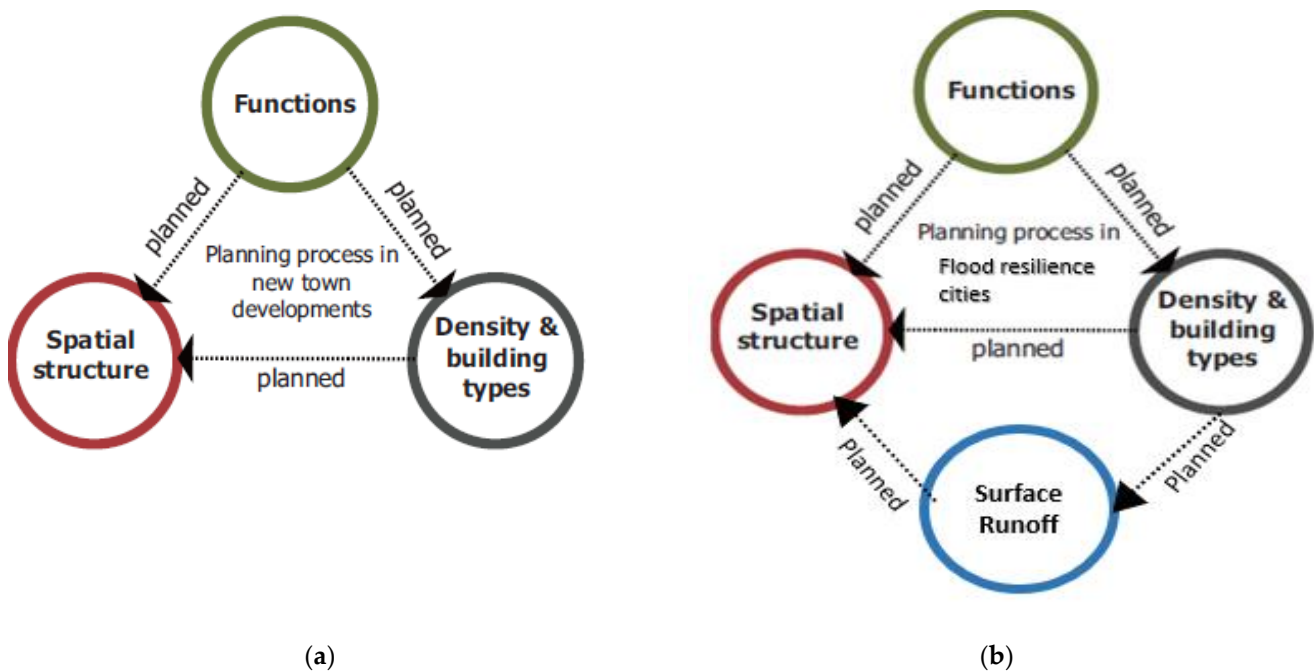 Functions
planned
planned
Planning process in
new town
developments
Spatial
structure
Density &
building
types
planned
(a)
Functions
planned
planned
Planning process in
Flood resilience
cities
Spatial
structure
Density &
building
types
planned
Planned
Planned
Surface
Runoff
(b)